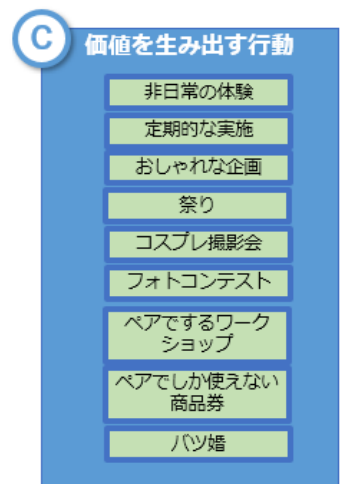 C
価値を生み出す行動
非日常の体験
定期的な実施
おしゃれな企画
祭り
コスプレ撮影会
フォトコンテスト
ペアでするワーク
ショップ
ペアでしか使えない
商品券
バツ婚